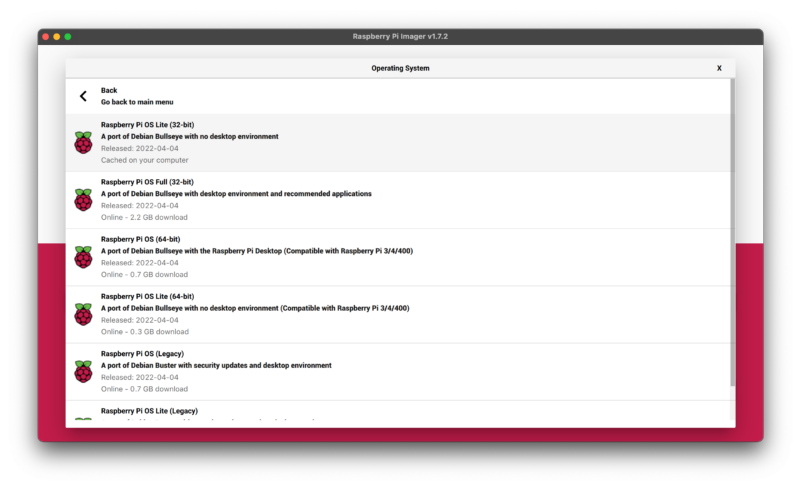 Raspberry Pi Imager v1.7.2
Operating System X
Back
Go back to main menu
Raspberry Pi OS Lite (32-bit)
A port of Debian Bullseye with no desktop environment
Released: 2022-04-04
Cached on your computer
Raspberry Pi OS Full (32-bit)
A port of Debian Bullseye with desktop environment and recommended applications
Released: 2022-04-04
Online - 2.2 GB download
Raspberry Pi OS (64-bit)
A port of Debian Bullseye with the Raspberry Pi Desktop (Compatible with Raspberry Pi 3/4/400)
Released: 2022-04-04
Online - 0.7 GB download
Raspberry Pi OS Lite (64-bit)
A port of Debian Bullseye with no desktop environment (Compatible with Raspberry Pi 3/4/400)
Released: 2022-04-04
Online - 0.3 GB download
Raspberry Pi OS (Legacy)
A port of Debian Buster with security updates and desktop environment
Released: 2022-04-04
Online - 0.7 GB download
Raspberry Pi OS Lite (Legacy)